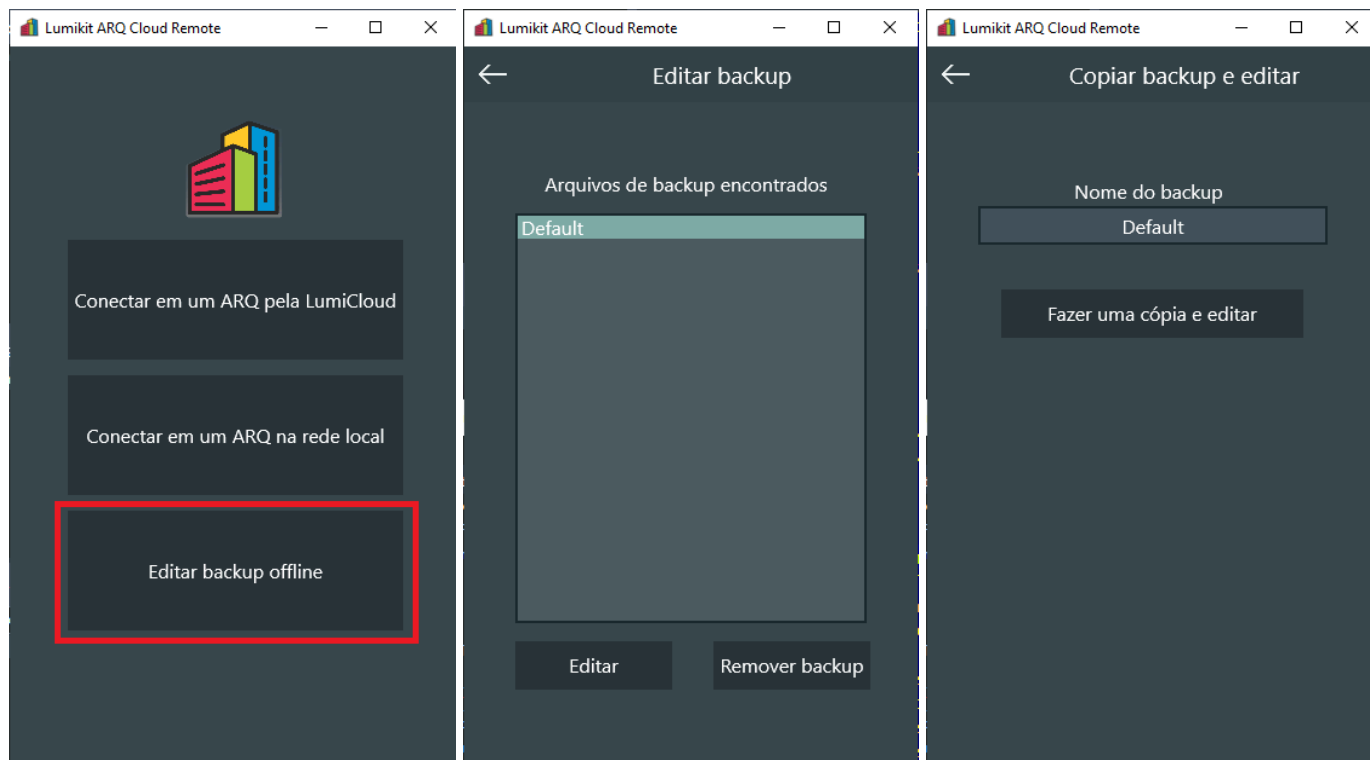 Lumikit ARQ Cloud Remote
Conectar em um ARQ pela LumiCloud
Conectar em um ARQ na rede local
Editar backup offline
Lumikit ARQ Cloud Remote
Editar backup
Arquivos de backup encontrados
Default
Editar
Remover backup
Lumikit ARQ Cloud Remote
Copiar backup e editar
Nome do backup
Default
Fazer uma cópia e editar